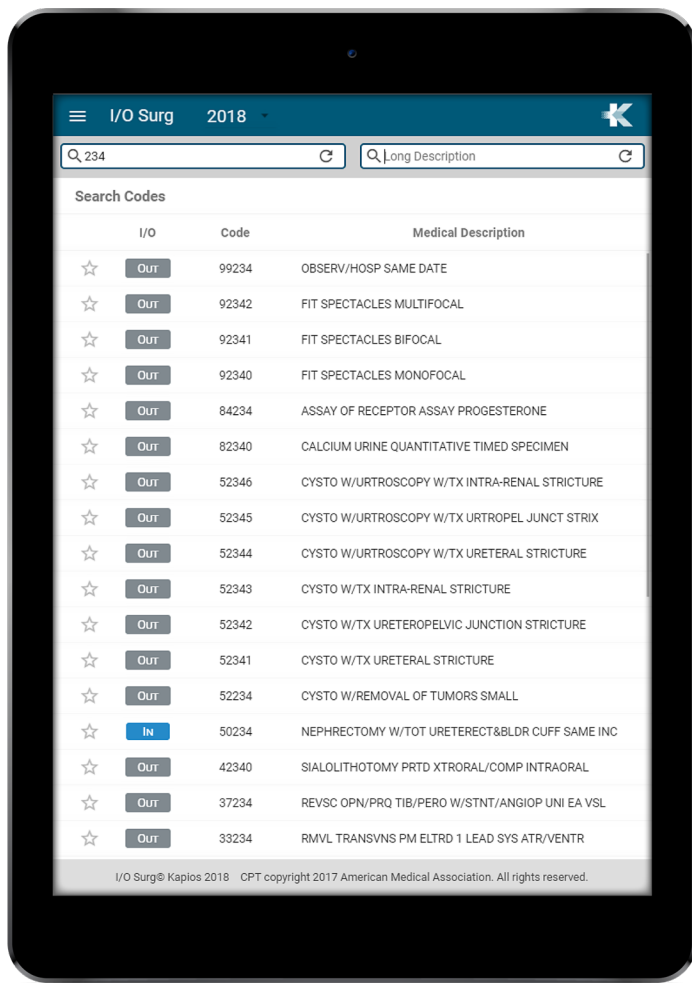 I/O Surg 2018
234 Long Description
Search Codes
I/O Code Medical Description
OUT 99234 OBSERV/HOSP SAME DATE
OUT 92342 FIT SPECTACLES MULTIFOCAL
OUT 92341 FIT SPECTACLES BIFOCAL
OUT 92340 FIT SPECTACLES MONOFOCAL
OUT 84234 ASSAY OF RECEPTOR ASSAY PROGESTERONE
OUT 82340 CALCIUM URINE QUANTITATIVE TIMED SPECIMEN
OUT 52346 CYSTO W/URTROSCOPY W/TX INTRA-RENAL STRICTURE
OUT 52345 CYSTO W/URTROSCOPY W/TX URTROPEL JUNCT STRIX
OUT 52344 CYSTO W/URTROSCOPY W/TX URETERAL STRICTURE
OUT 52343 CYSTO W/TX INTRA-RENAL STRICTURE
OUT 52342 CYSTO W/TX URETEROPELVIC JUNCTION STRICTURE
OUT 52341 CYSTO W/TX URETERAL STRICTURE
OUT 52234 CYSTO W/REMOVAL OF TUMORS SMALL
IN 50234 NEPHRECTOMY W/TOT URETERECT&BLDR CUFF SAME INC
OUT 42340 SIALOLITHOTOMY PRTD XTRORAL/COMP INTRAORAL
OUT 37234 REVSC OPN/PRQ TIB/PERO W/STNT/ANGIOP UNI EA VSL
OUT 33234 RMVL TRANSVNS PM ELTRD 1 LEAD SYS ATR/VENTR
I/O Surg© Kapios 2018 CPT copyright 2017 American Medical Association. All rights reserved.